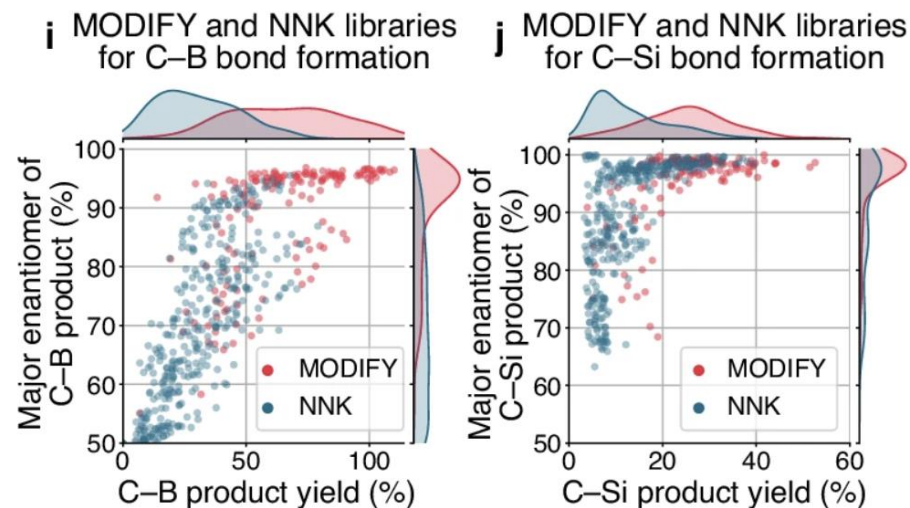 i MODIFY and NNK libraries
for C–B bond formation
Major enantiomer of
C–B product (%)
100
90
80
70
60
50
MODIFY
NNK
0 50 100
C–B product yield (%)
j MODIFY and NNK libraries
for C–Si bond formation
Major enantiomer of
C–Si product (%)
100
90
80
70
60
50
MODIFY
NNK
0 20 40 60
C–Si product yield (%)